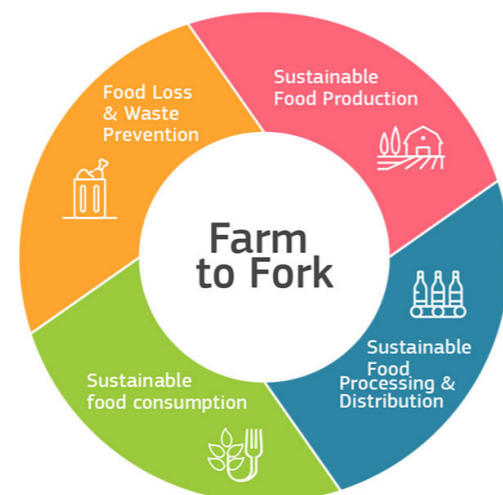 Food Loss
& Waste
Prevention
Sustainable
Food Production
Farm
to Fork
Sustainable
Food
Processing &
Distribution
Sustainable
food consumption